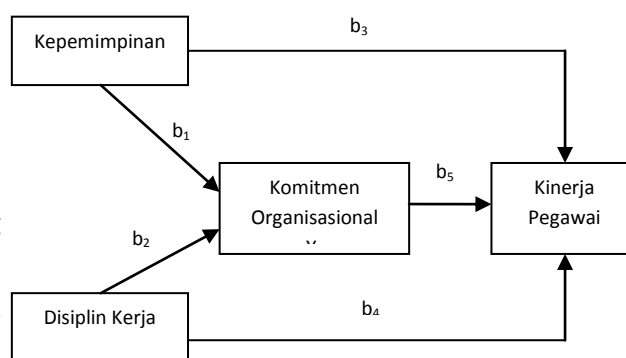 Kepemimpinan
b₃
b₁
Komitmen
Organisasional
b₅
Kinerja
Pegawai
b₂
Disiplin Kerja
b₄